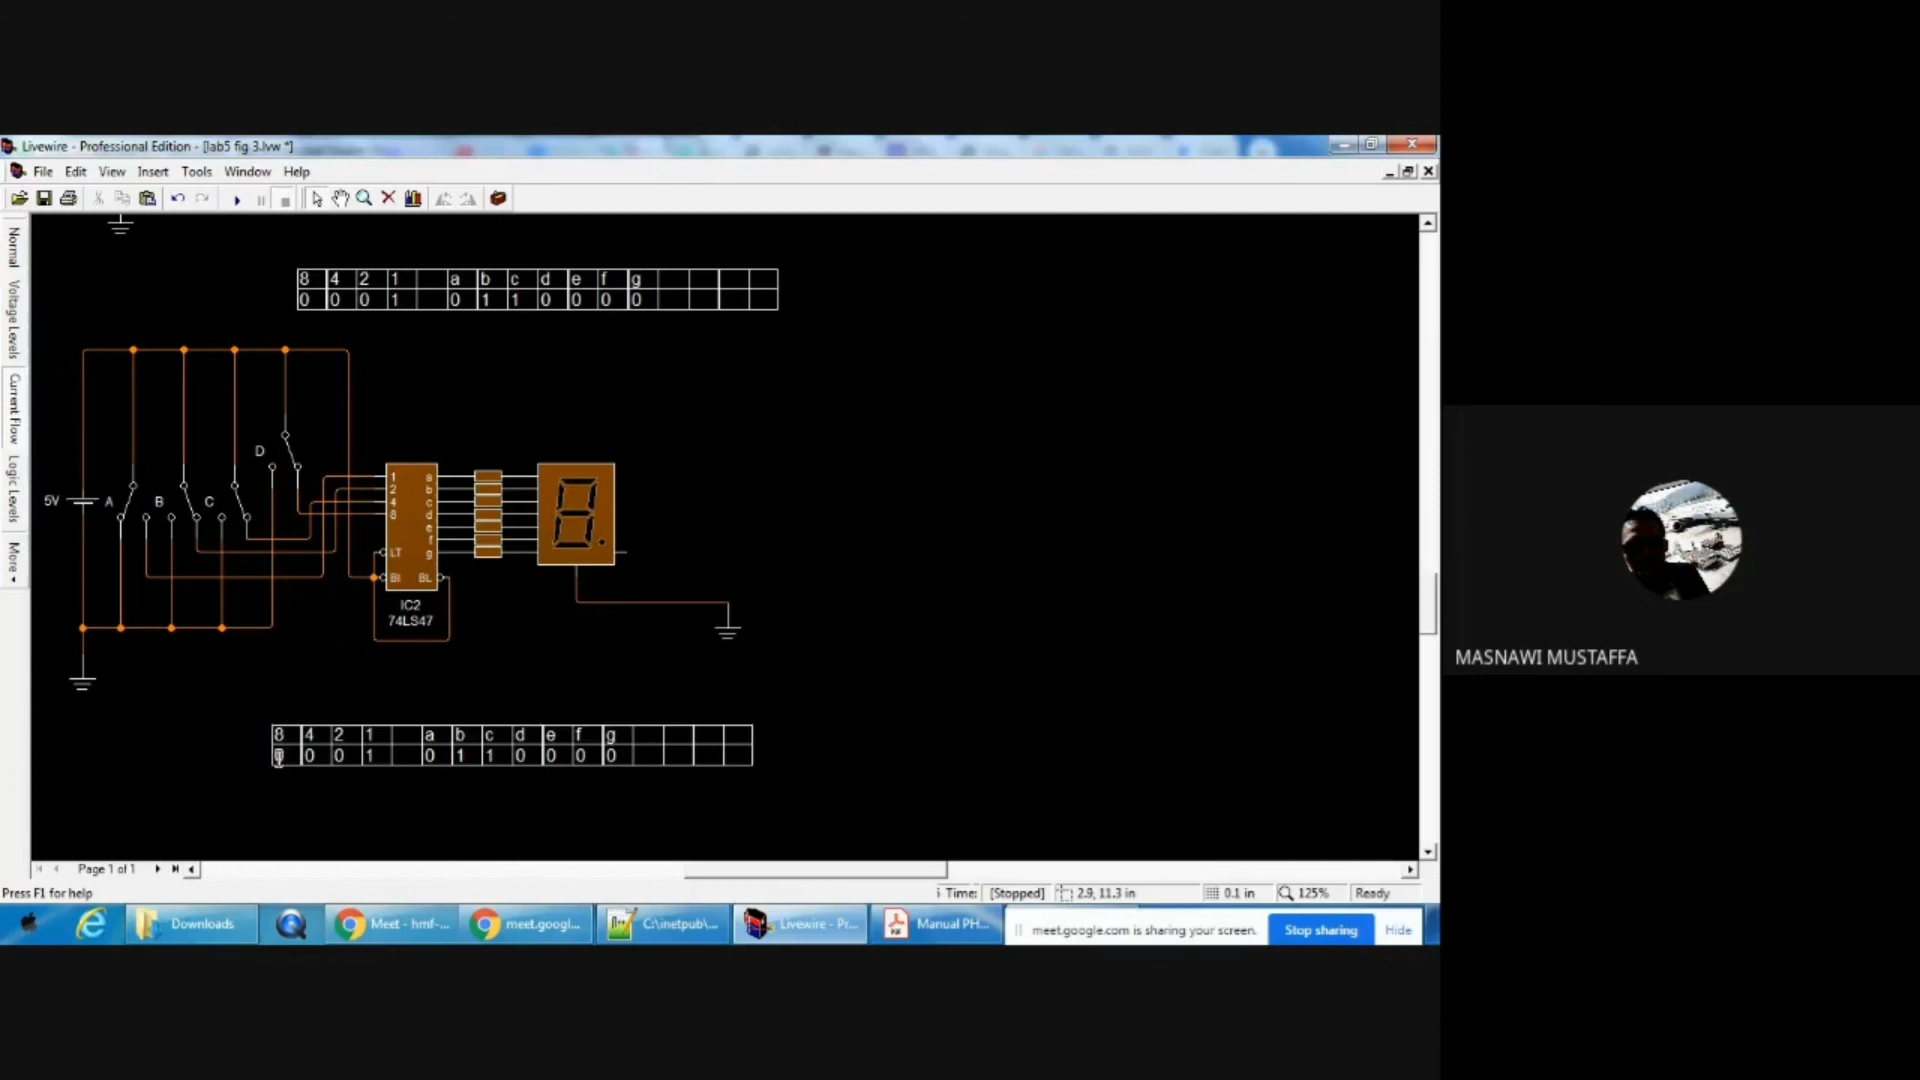 Livewire - Professional Edition - [lab5 fig 3.lvw *]
File Edit View Insert Tools Window Help
Normal
Voltage Levels
Current Flow
Logic Levels
More
8 4 2 1 a b c d e f g
0 0 0 1 0 1 1 0 0 0 0
D
5V A B C
1 a
2 b
4 c
8 d
e
f
LT g
BI BL
IC2
74LS47
8 4 2 1 a b c d e f g
0 0 1 0 1 1 0 0 0 0
MASNAWI MUSTAFFA
Page 1 of 1
Press F1 for help
Time: [Stopped] 2.9, 11.3 in 0.1 in 125% Ready
Downloads Meet - hmf-... meet.googl... C:\inetpub\... Livewire - Pr... Manual PH... meet.google.com is sharing your screen. Stop sharing Hide